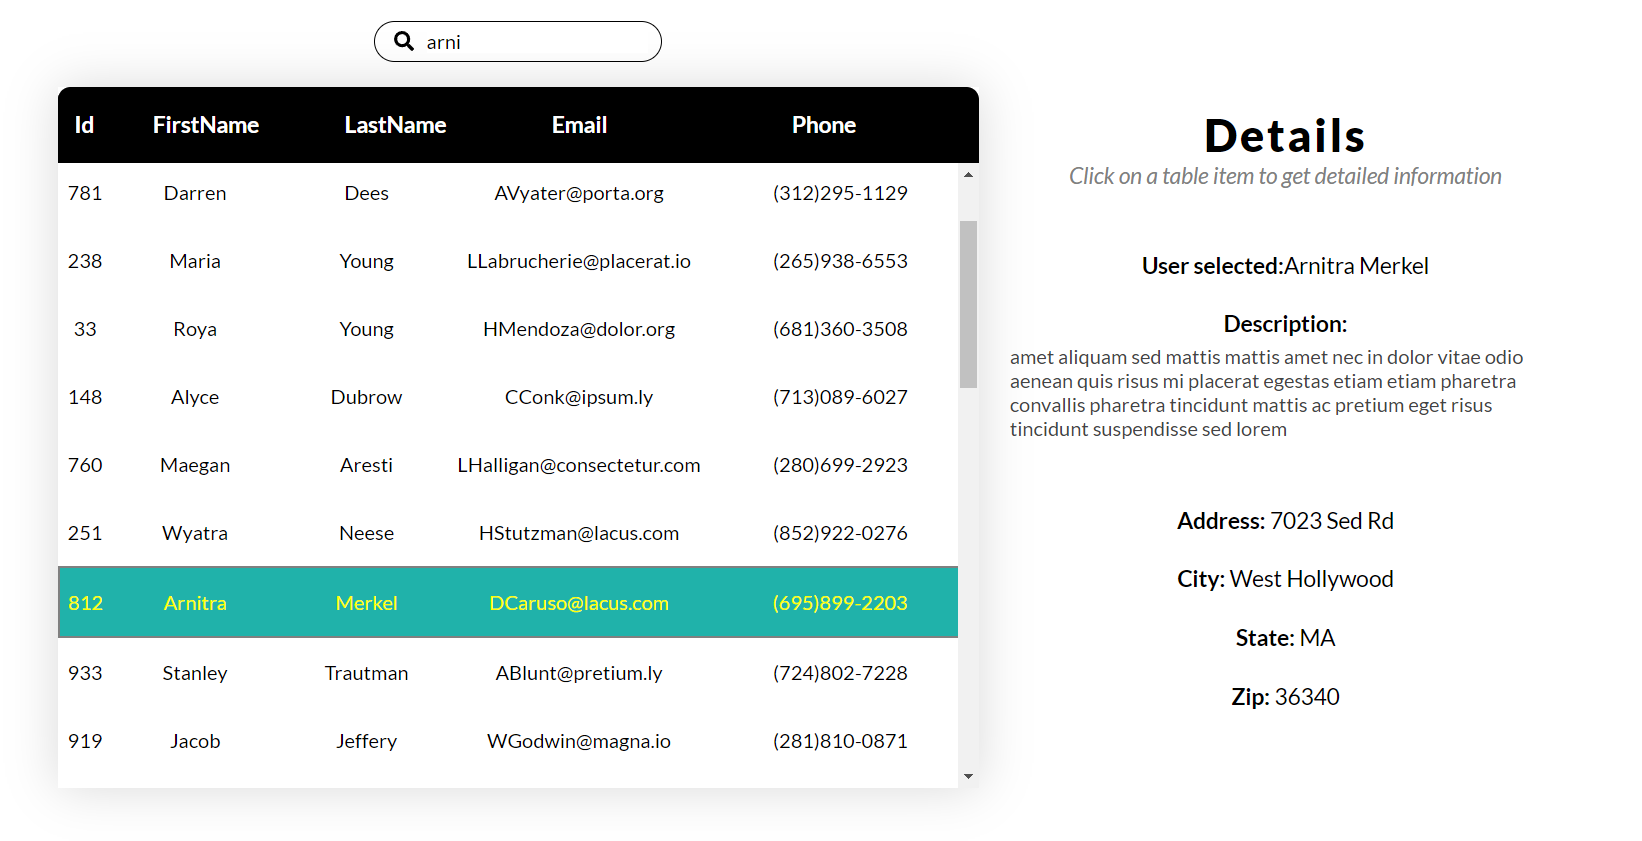 arni
Id FirstName LastName Email Phone
781 Darren Dees AVyater@porta.org (312)295-1129
238 Maria Young LLabrucherie@placerat.io (265)938-6553
33 Roya Young HMendoza@dolor.org (681)360-3508
148 Alyce Dubrow CConk@ipsum.ly (713)089-6027
760 Maegan Aresti LHalligan@consectetur.com (280)699-2923
251 Wyatra Neese HStutzman@lacus.com (852)922-0276
812 Arnitra Merkel DCaruso@lacus.com (695)899-2203
933 Stanley Trautman ABlunt@pretium.ly (724)802-7228
919 Jacob Jeffery WGodwin@magna.io (281)810-0871
Details
Click on a table item to get detailed information
User selected:Arnitra Merkel
Description:
amet aliquam sed mattis mattis amet nec in dolor vitae odio
aenean quis risus mi placerat egestas etiam etiam pharetra
convallis pharetra tincidunt mattis ac pretium eget risus
tincidunt suspendisse sed lorem
Address: 7023 Sed Rd
City: West Hollywood
State: MA
Zip: 36340